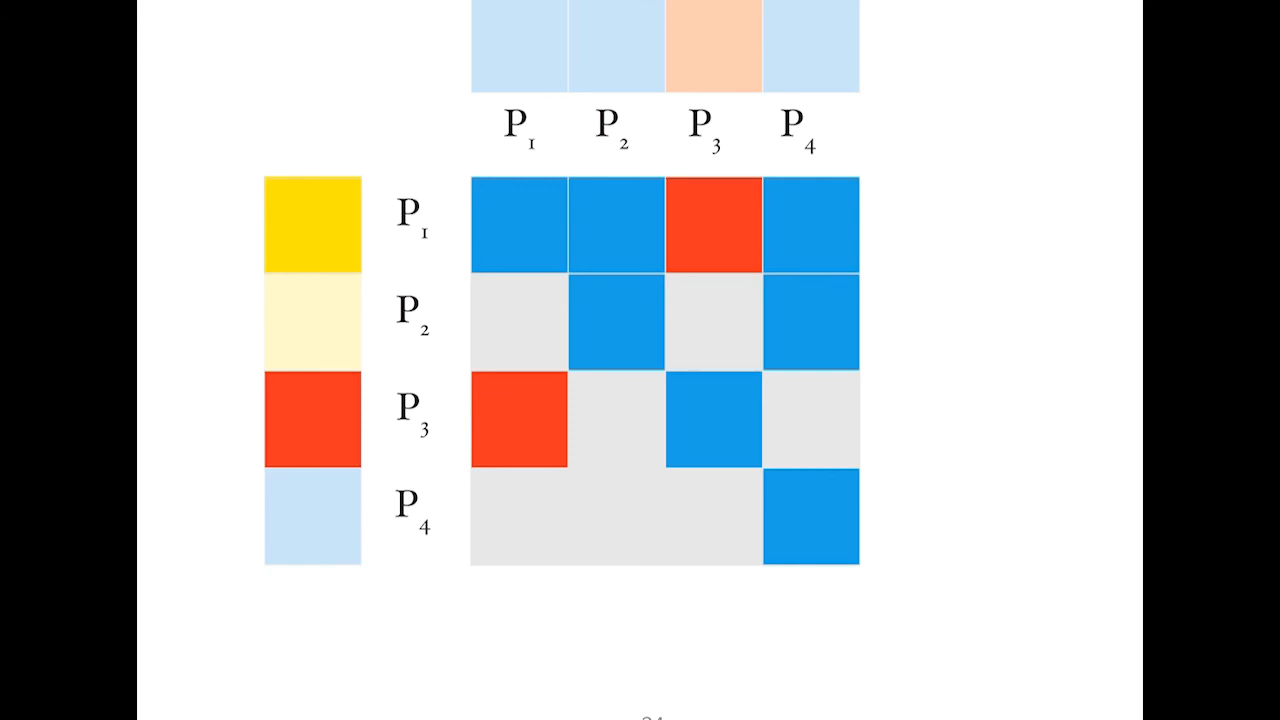 P₁ P₂ P₃ P₄
P₁
P₂
P₃
P₄